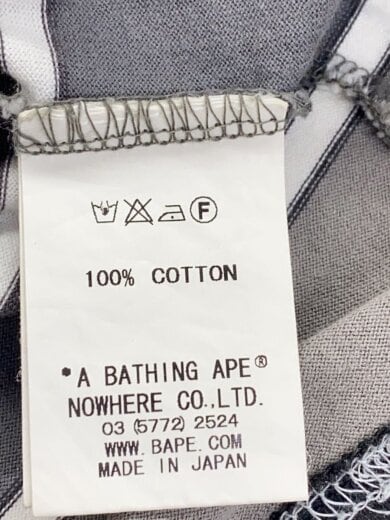 F
100% COTTON
*A BATHING APE®
NOWHERE CO.,LTD.
03 (5772) 2524
WWW. BAPE. COM
MADE IN JAPAN